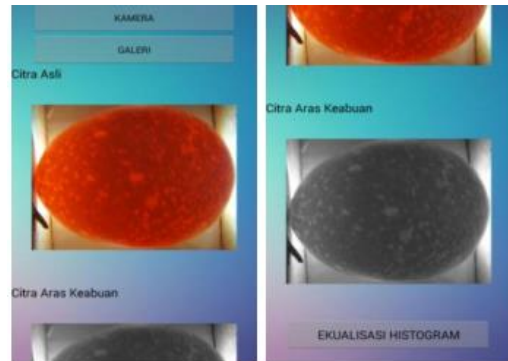 KAMERA
GALERI
Citra Asli
Citra Aras Keabuan
Citra Aras Keabuan
EKUALISASI HISTOGRAM